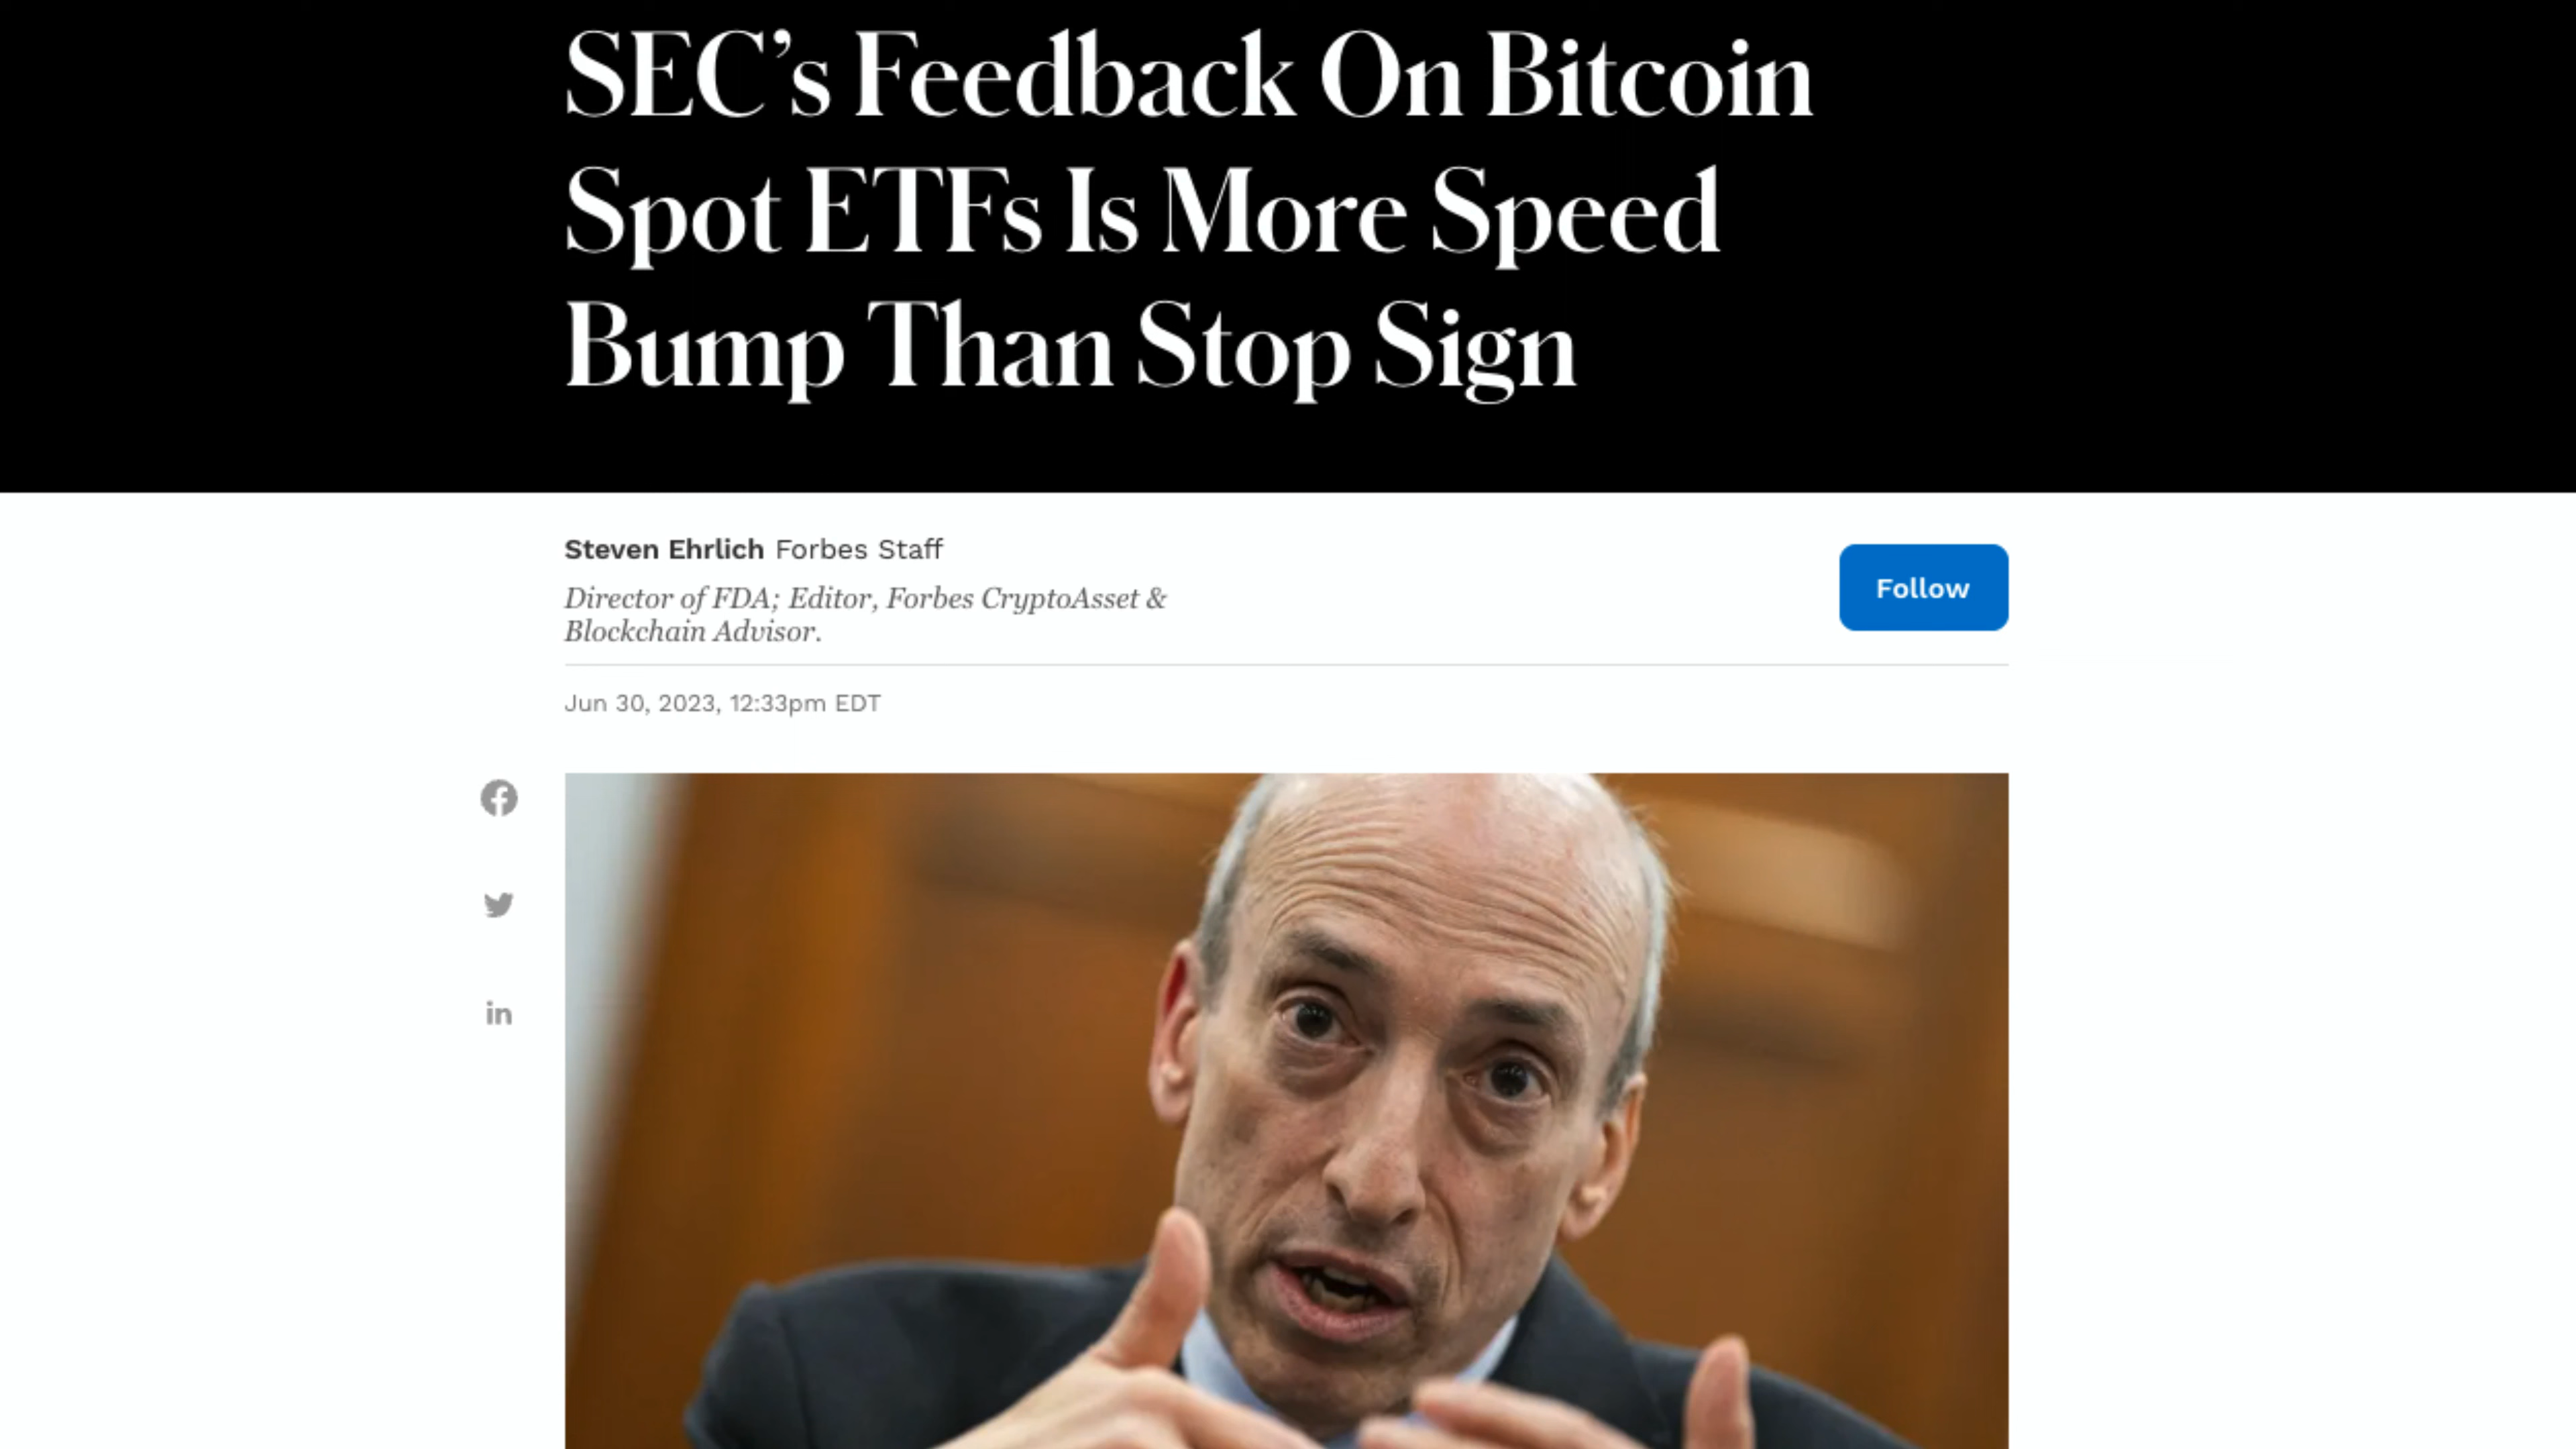 SEC’s Feedback On Bitcoin
Spot ETFs Is More Speed
Bump Than Stop Sign
Steven Ehrlich Forbes Staff
Director of FDA; Editor, Forbes CryptoAsset &
Blockchain Advisor.
Follow
Jun 30, 2023, 12:33pm EDT
in